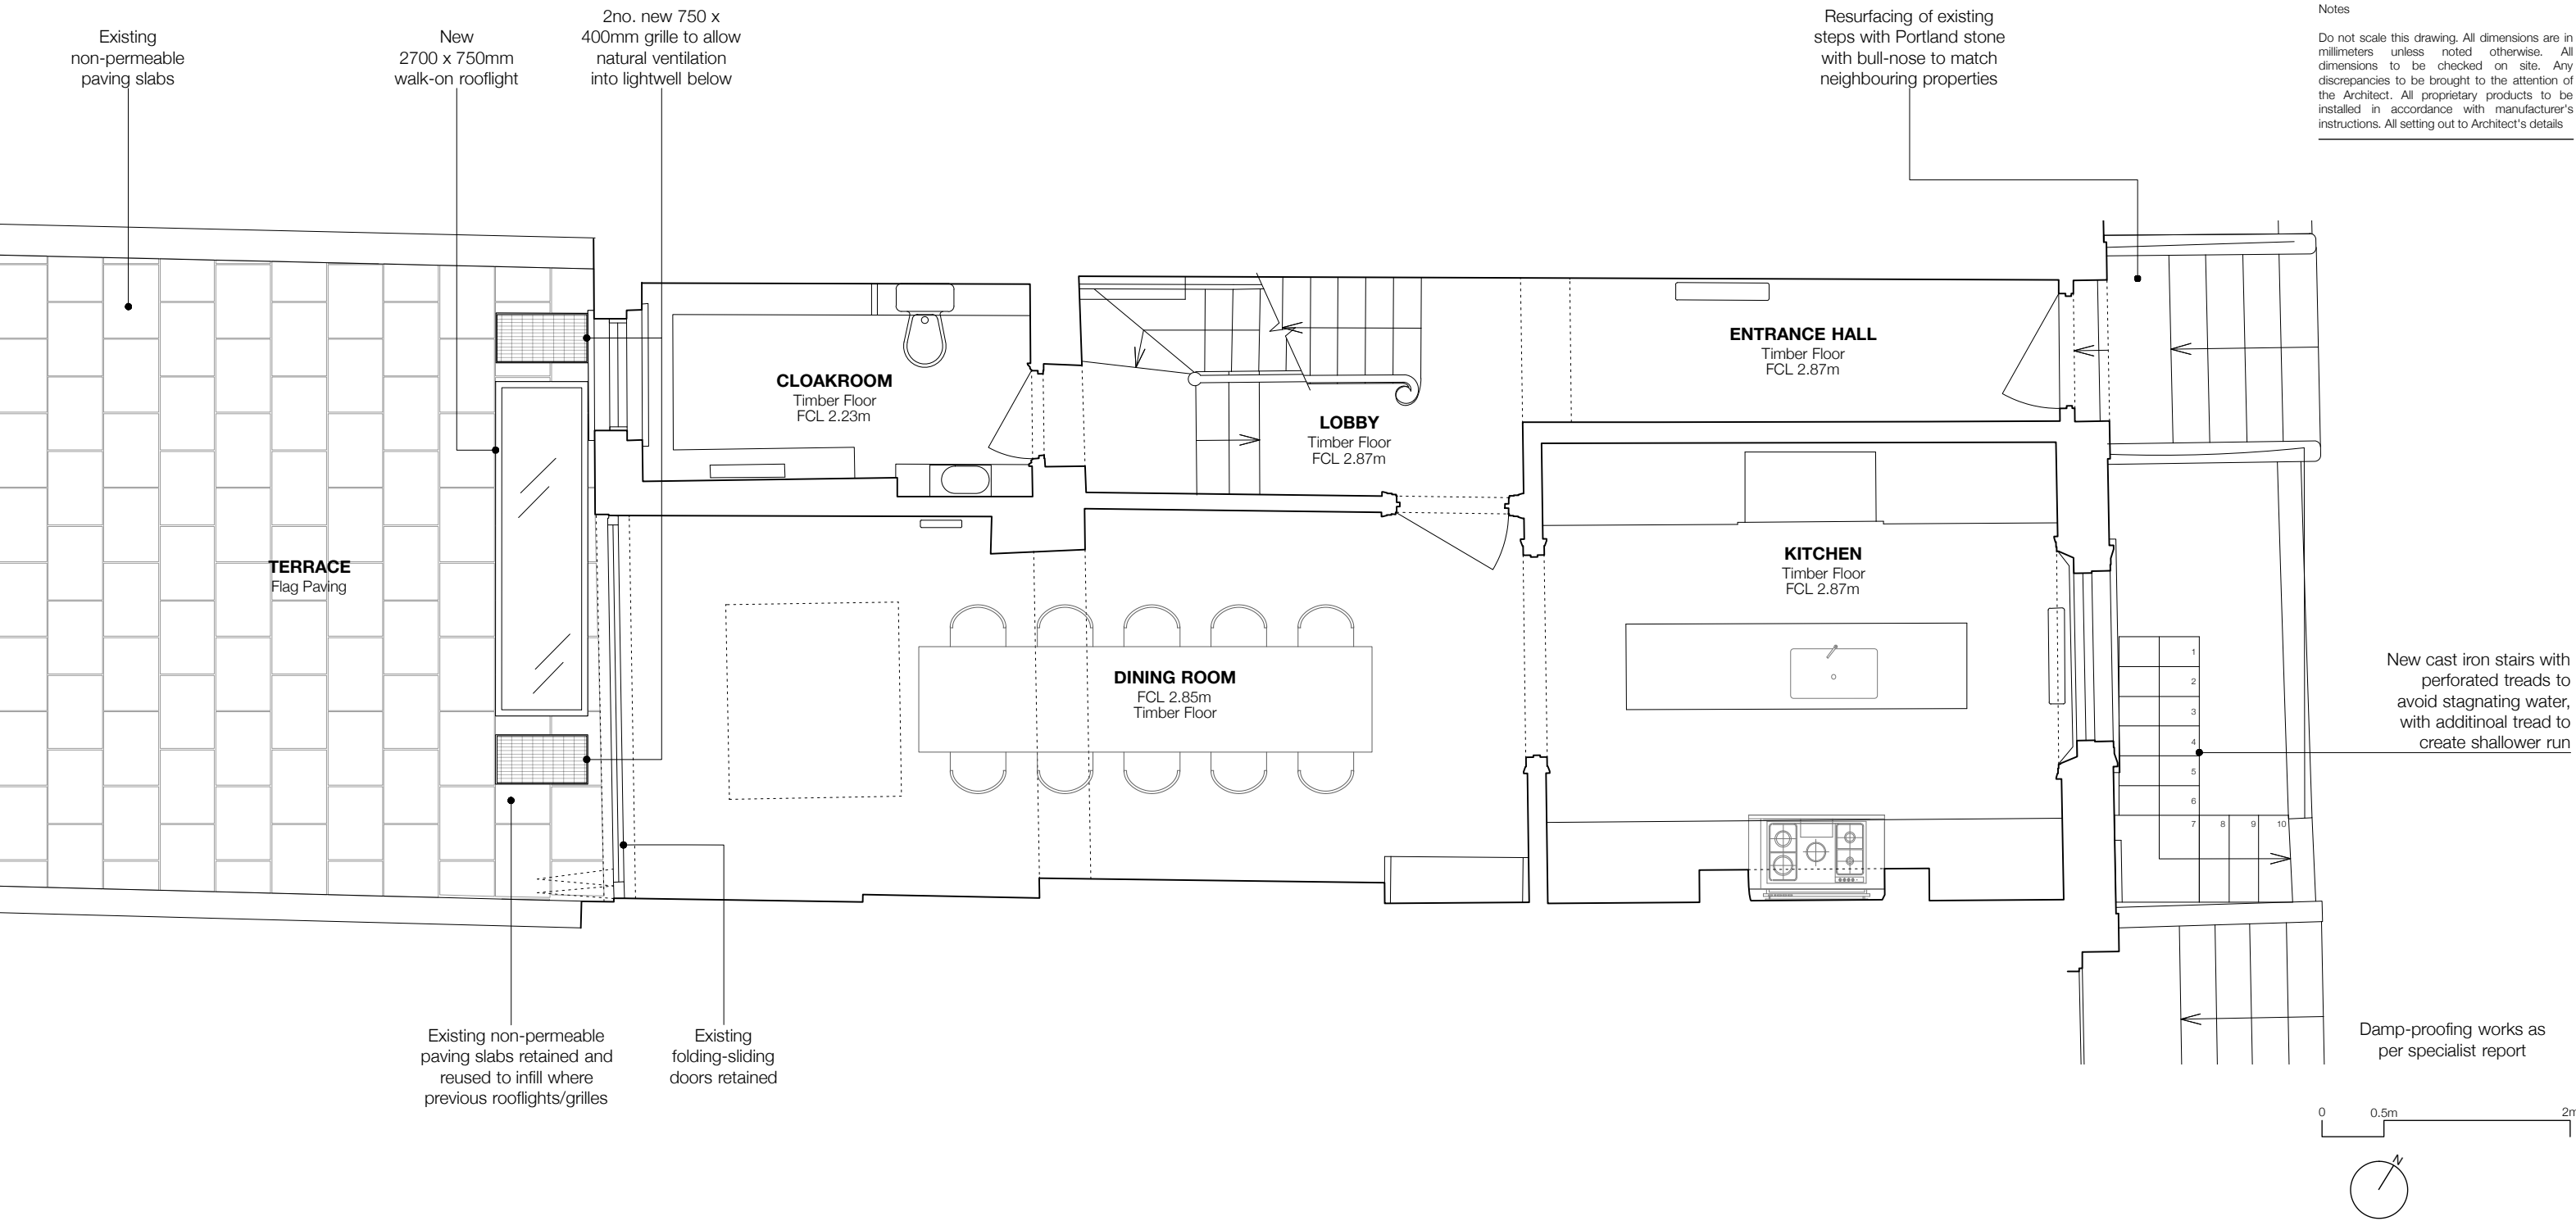 Existing
non-permeable
paving slabs
New
2700 x 750mm
walk-on rooflight
2no. new 750 x
400mm grille to allow
natural ventilation
into lightwell below
Resurfacing of existing
steps with Portland stone
with bull-nose to match
neighbouring properties
Notes
Do not scale this drawing. All dimensions are in
millimeters unless noted otherwise. All
dimensions to be checked on site. Any
discrepancies to be brought to the attention of
the Architect. All proprietary products to be
installed in accordance with manufacturer's
instructions. All setting out to Architect's details
CLOAKROOM
Timber Floor
FCL 2.23m
LOBBY
Timber Floor
FCL 2.87m
ENTRANCE HALL
Timber Floor
FCL 2.87m
TERRACE
Flag Paving
DINING ROOM
FCL 2.85m
Timber Floor
KITCHEN
Timber Floor
FCL 2.87m
1
2
3
4
5
6
7 8 9 10
New cast iron stairs with
perforated treads to
avoid stagnating water,
with additinoal tread to
create shallower run
Existing non-permeable
paving slabs retained and
reused to infill where
previous rooflights/grilles
Existing
folding-sliding
doors retained
Damp-proofing works as
per specialist report
0 0.5m 2m
N